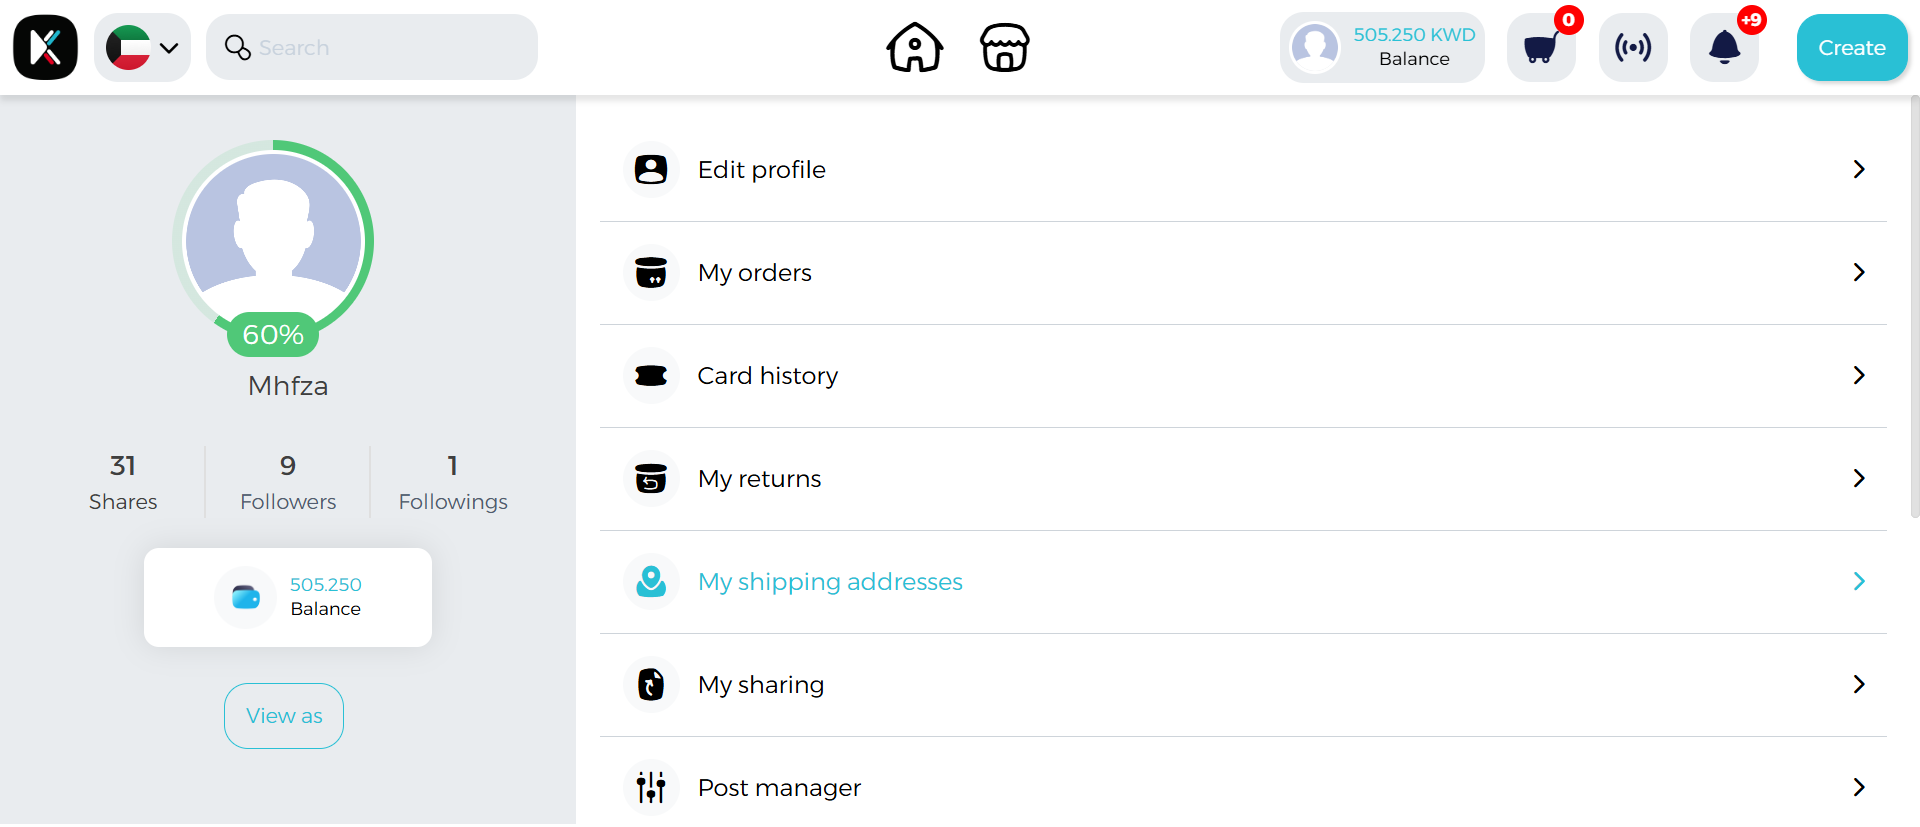 Search
505.250 KWD
Balance
0
+9
Create
60%
Mhfza
31
Shares
9
Followers
1
Followings
505.250
Balance
View as
Edit profile
My orders
Card history
My returns
My shipping addresses
My sharing
Post manager